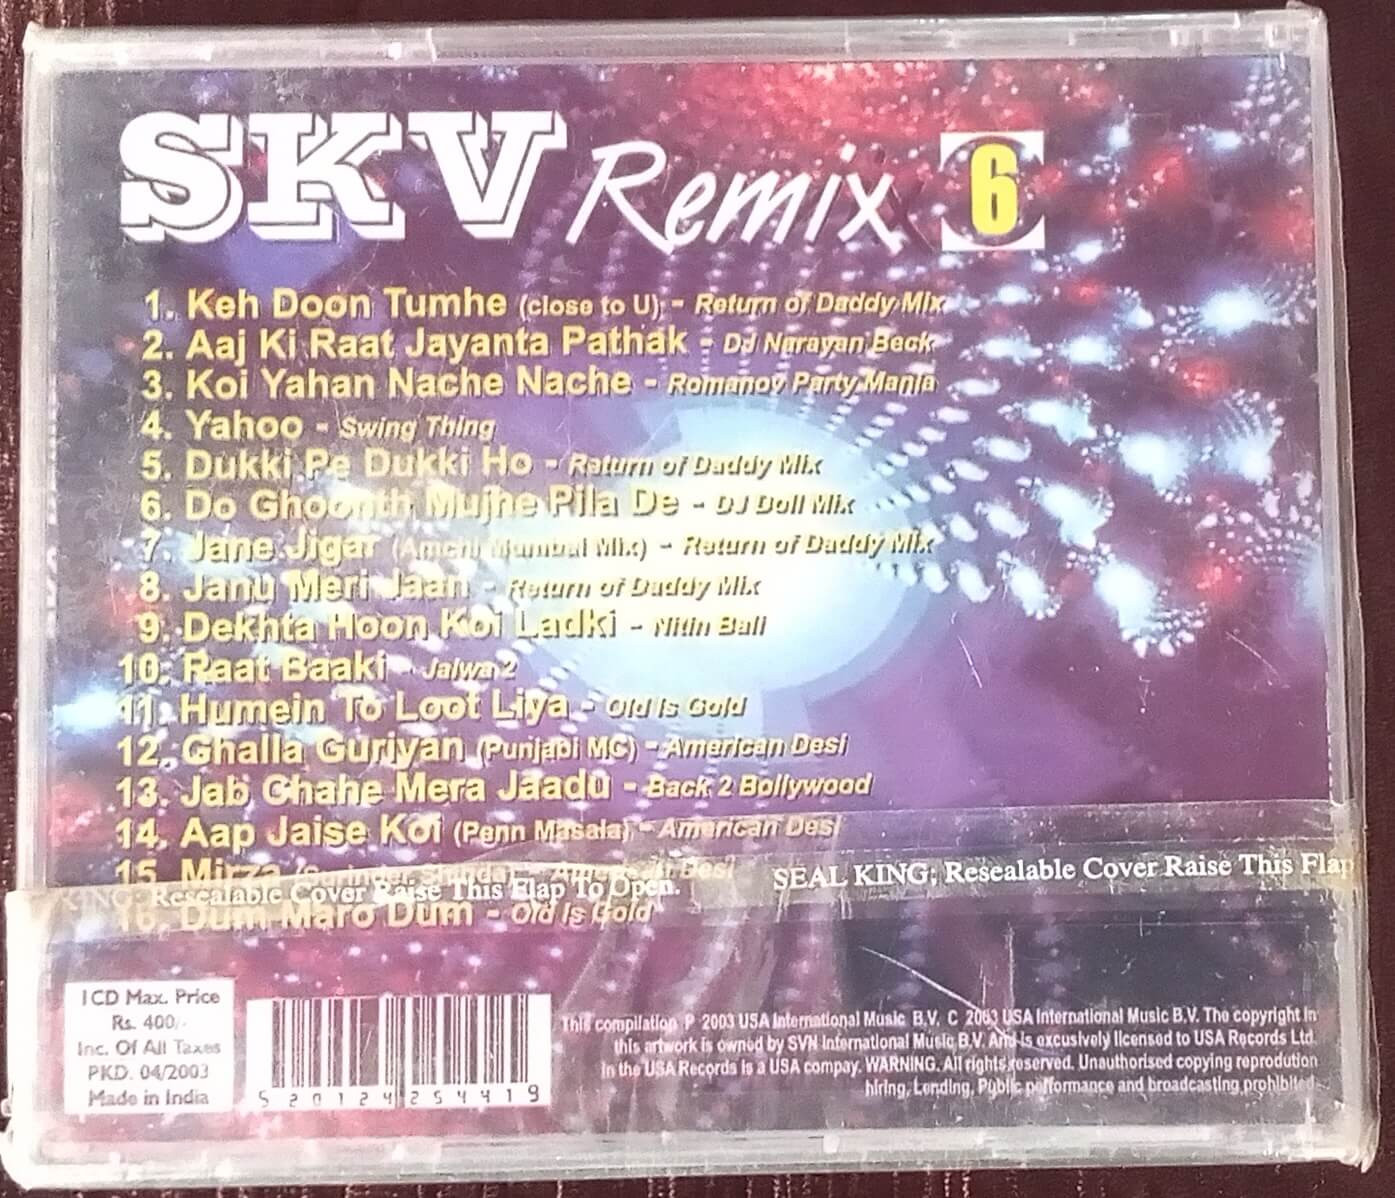 SKV Remix 6
1. Keh Doon Tumhe (close to U) - Return of Daddy Mix
2. Aaj Ki Raat Jayanta Pathak - DJ Narayan Back
3. Koi Yahan Nache Nache - Romanov Party Mania
4. Yahoo - Swing Thing
5. Dukki Pe Dukki Ho - Return of Daddy Mix
6. Do Ghoonth Mujhe Pila De - DJ Doll Mix
7. Jane Jigar (Amchi Mumbai Mix) - Return of Daddy Mix
8. Janu Meri Jaan - Return of Daddy Mix
9. Dekhta Hoon Koi Ladki - Nitin Bali
10. Raat Baaki - Jalwa 2
11. Humein To Loot Liya - Old Is Gold
12. Ghalla Guriyan (Punjabi MC) - American Desi
13. Jab Chahe Mera Jaadu - Back 2 Bollywood
14. Aap Jaise Koi (Penn Masala) - American Desi
15. Mirza - American Desi
KING; Resealable Cover Raise This Flap To Open. SEAL KING; Resealable Cover Raise This Flap
16. Dum Maro Dum - Old Is Gold
1CD Max. Price
Rs. 400/-
Inc. Of All Taxes
PKD. 04/2003
Made in India
5 20124 254419
This compilation P 2003 USA International Music B.V. C 2003 USA International Music B.V. The copyright in
this artwork is owned by SVN International Music B.V. And is excusively licensed to USA Records Ltd.
In the USA Records is a USA compay. WARNING. All rights reserved. Unauthorised copying reprodution
hiring, Lending, Public performance and broadcasting prohibited.